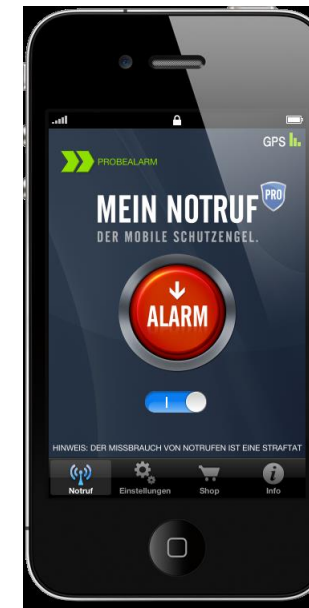 GPS
PROBEALARM
MEIN NOTRUF PRO
DER MOBILE SCHUTZENGEL.
ALARM
I
HINWEIS: DER MISSBRAUCH VON NOTRUFEN IST EINE STRAFTAT
Notruf Einstellungen Shop Info